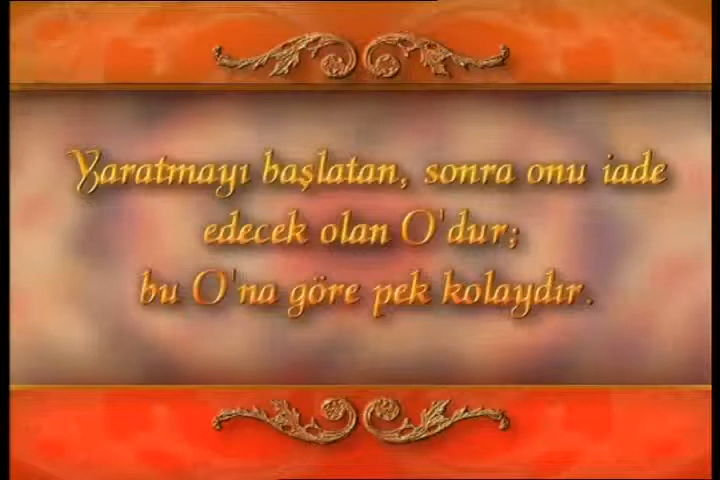 Yaratmayı başlatan, sonra onu iade
edecek olan O'dur;
bu O'na göre pek kolaydır.